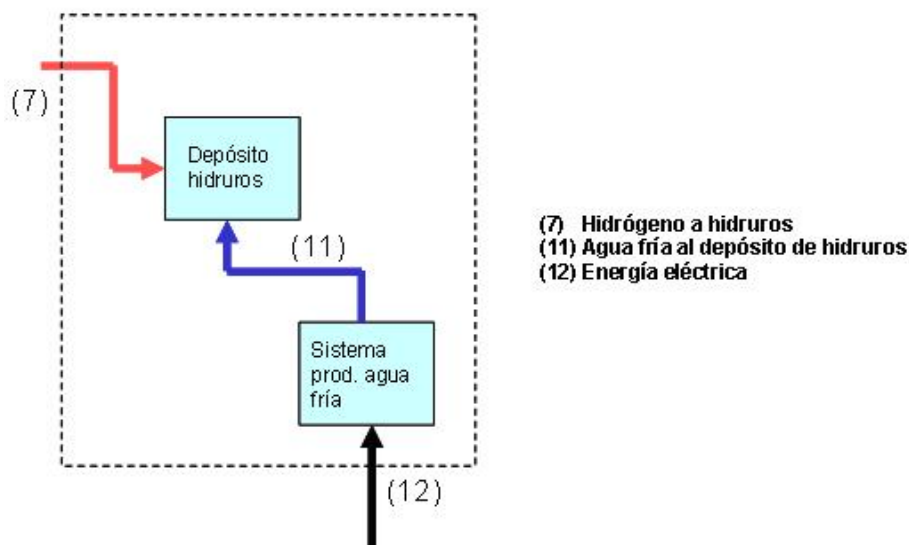 (7)
Depósito
hidruros
(11)
Sistema
prod. agua
fría
(12)
(7) Hidrógeno a hidruros
(11) Agua fría al depósito de hidruros
(12) Energía eléctrica